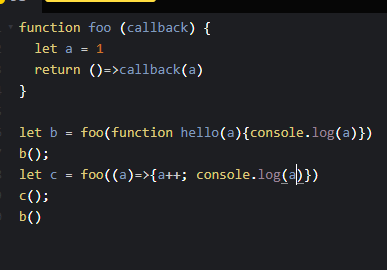 function foo (callback) {
  let a = 1
  return ()=>callback(a)
}

let b = foo(function hello(a){console.log(a)})
b();
let c = foo((a)=>{a++; console.log(a)})
c();
b()